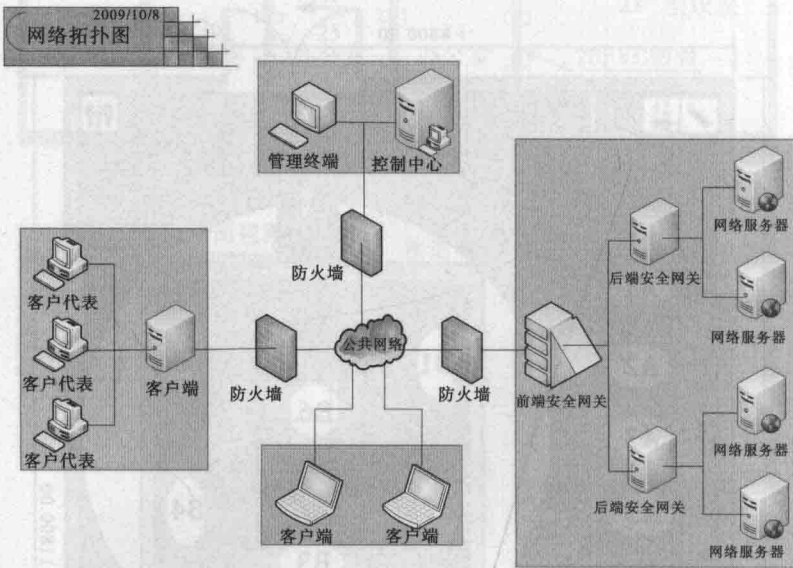 2009/10/8
网络拓扑图
管理终端
控制中心
防火墙
客户代表
客户代表
客户代表
客户端
防火墙
公共网络
防火墙
客户端
客户端
前端安全网关
后端安全网关
后端安全网关
网络服务器
网络服务器
网络服务器
网络服务器